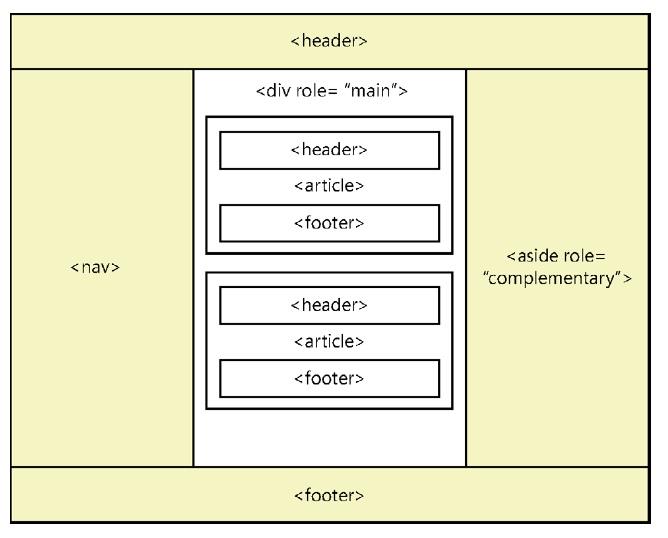 <header>
<nav>
<div role= “main”>
<header>
<article>
<footer>
<header>
<article>
<footer>
<aside role=
“complementary”>
<footer>